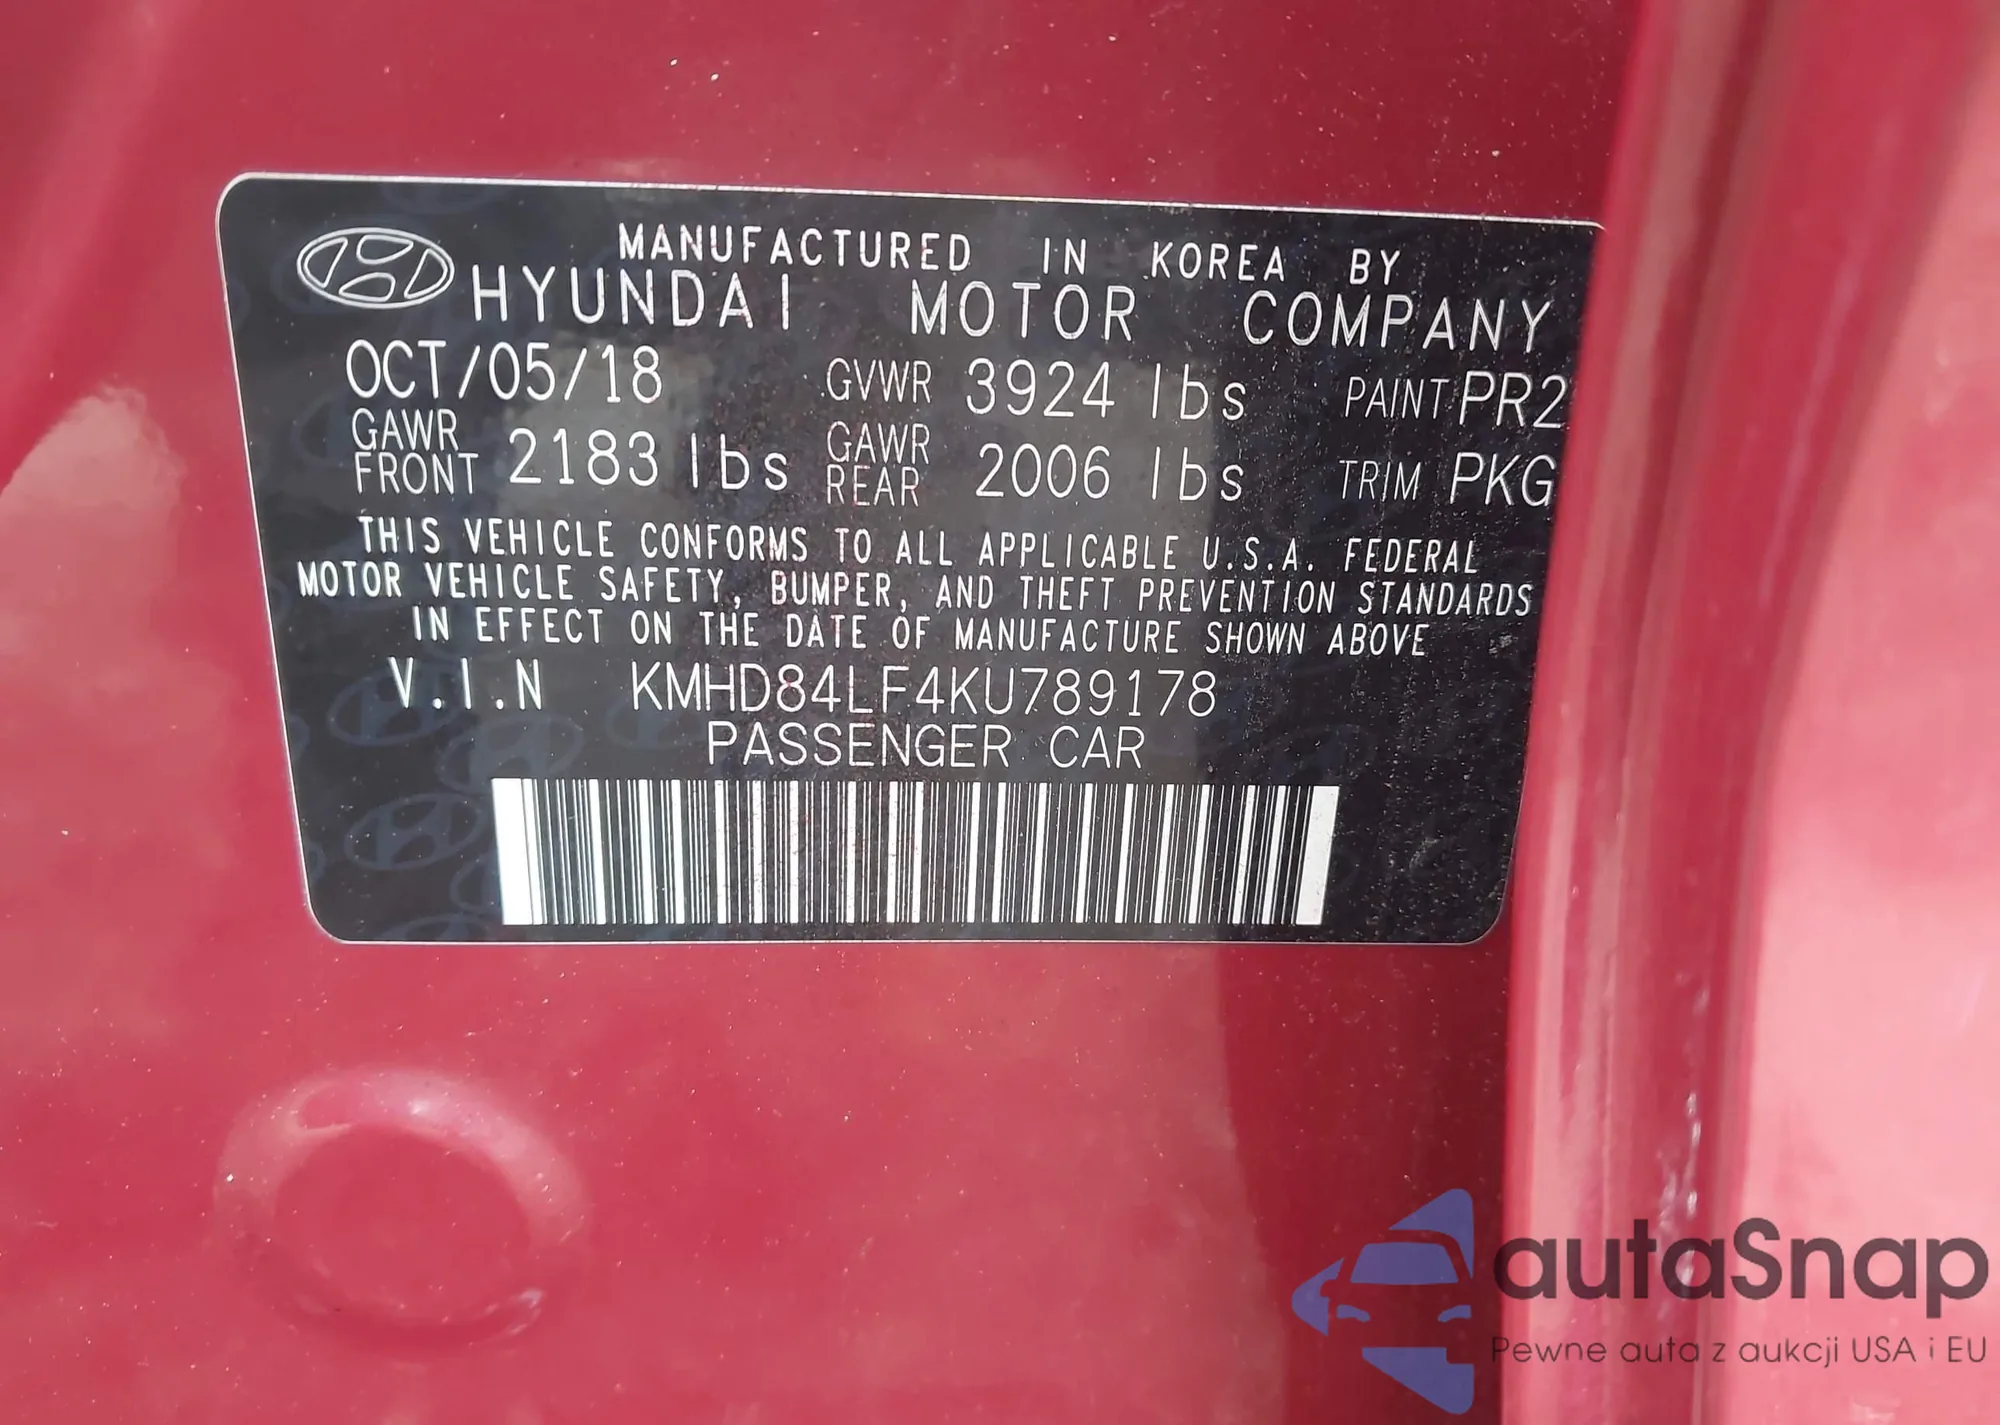 MANUFACTURED IN KOREA BY
HYUNDAI MOTOR COMPANY
OCT/05/18 GVWR 3924 lbs PAINT PR2
GAWR FRONT 2183 lbs GAWR REAR 2006 lbs TRIM PKG
THIS VEHICLE CONFORMS TO ALL APPLICABLE U.S.A. FEDERAL
MOTOR VEHICLE SAFETY, BUMPER, AND THEFT PREVENTION STANDARDS
IN EFFECT ON THE DATE OF MANUFACTURE SHOWN ABOVE
V.I.N KMHD84LF4KU789178
PASSENGER CAR
autaSnap
Pewne auta z aukcji USA i EU